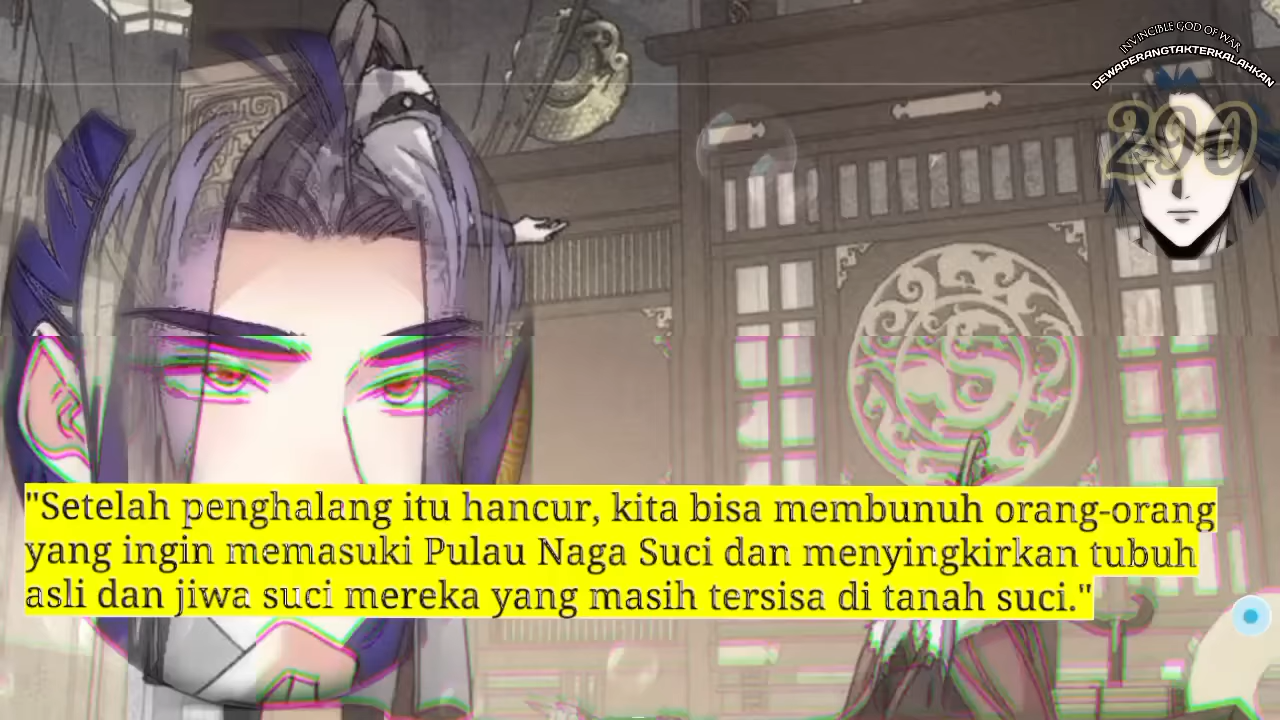 INVINCIBLE GOD OF WAR
DEWAPERANGTAKTERKALAHKAN
290
"Setelah penghalang itu hancur, kita bisa membunuh orang-orang
yang ingin memasuki Pulau Naga Suci dan menyingkirkan tubuh
asli dan jiwa suci mereka yang masih tersisa di tanah suci."